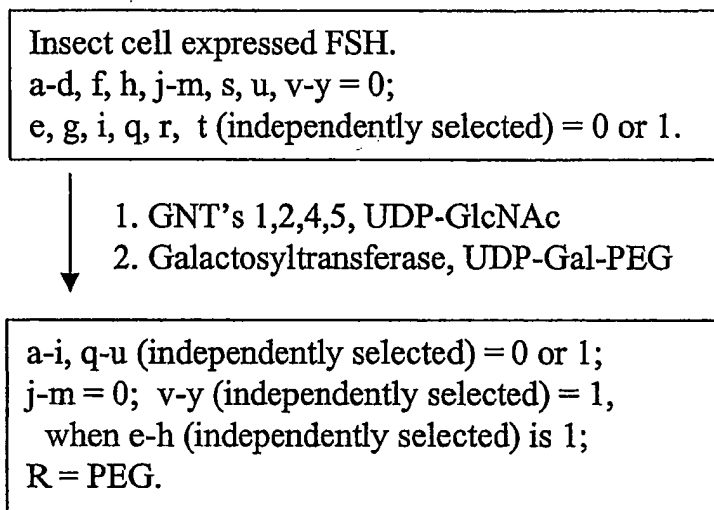 Insect cell expressed FSH.
a-d, f, h, j-m, s, u, v-y = 0;
e, g, i, q, r, t (independently selected) = 0 or 1.
1. GNT's 1,2,4,5, UDP-GlcNAc
2. Galactosyltransferase, UDP-Gal-PEG
a-i, q-u (independently selected) = 0 or 1;
j-m = 0; v-y (independently selected) = 1,
when e-h (independently selected) is 1;
R = PEG.